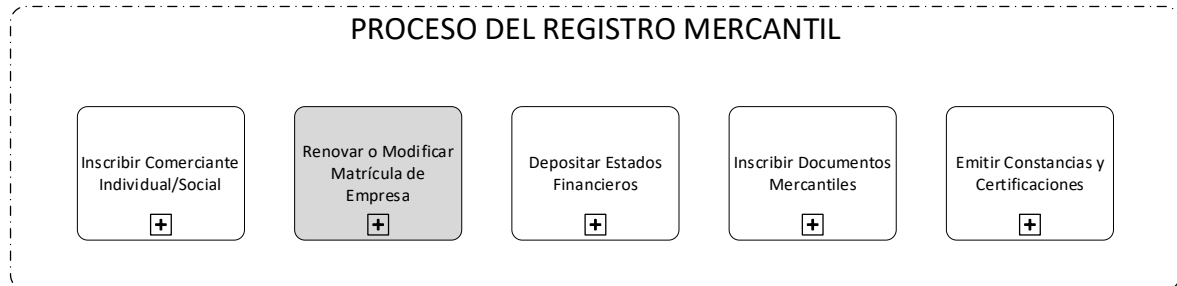 PROCESO DEL REGISTRO MERCANTIL
Inscribir Comerciante
Individual/Social
Renovar o Modificar
Matrícula de
Empresa
Depositar Estados
Financieros
Inscribir Documentos
Mercantiles
Emitir Constancias y
Certificaciones